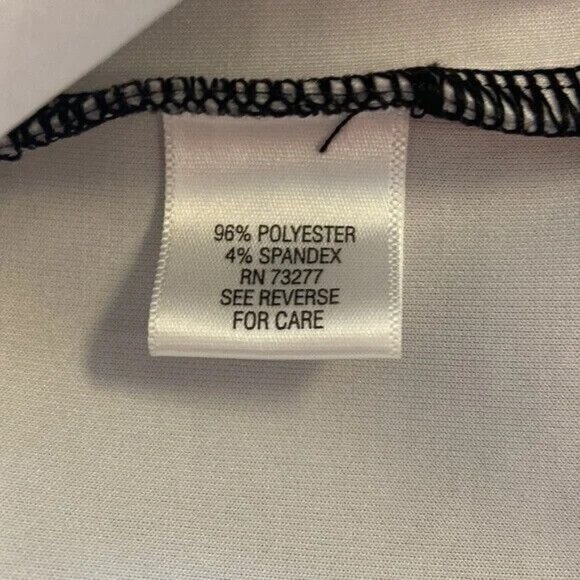 96% POLYESTER
4% SPANDEX
RN 73277
SEE REVERSE
FOR CARE